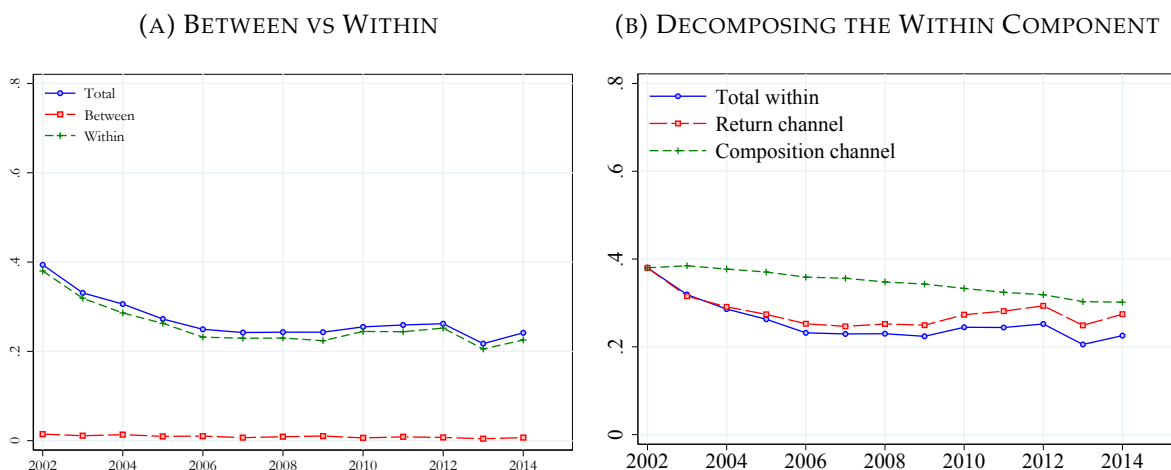 (A) BETWEEN VS WITHIN
Total
Between
Within
.8
.6
.4
.2
0
2002 2004 2006 2008 2010 2012 2014
(B) DECOMPOSING THE WITHIN COMPONENT
Total within
Return channel
Composition channel
.8
.6
.4
.2
0
2002 2004 2006 2008 2010 2012 2014